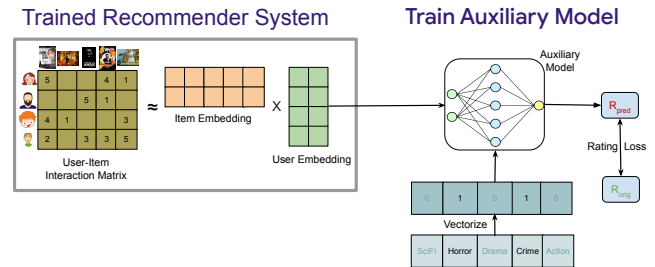 Trained Recommender System
Train Auxiliary Model
5 4 1
5 1
4 1 3
2 3 3 5
≈
Item Embedding
X
User Embedding
User-Item
Interaction Matrix
Auxiliary
Model
R_pred
Rating Loss
R_orig
0 1 0 1 0
Vectorize
SciFi Horror Drama Crime Action